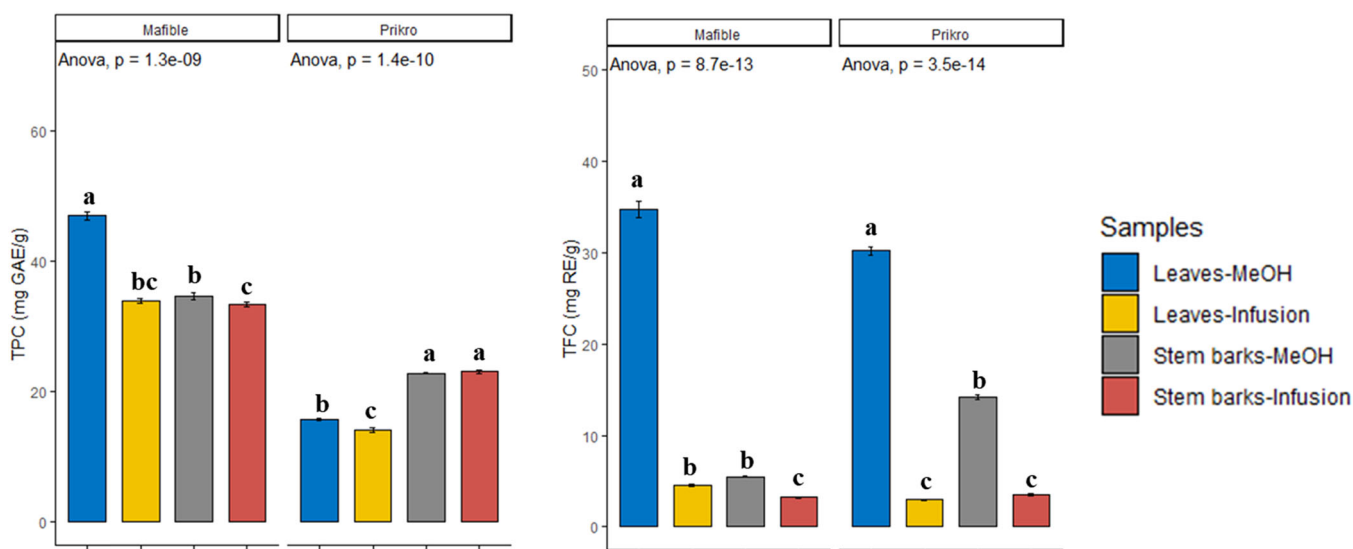 Mafible
Prikro
Anova, p = 1.3e-09
Anova, p = 1.4e-10
TPC (mg GAE/g)
60
40
20
0
a
bc
b
c
b
c
a
a
Mafible
Prikro
Anova, p = 8.7e-13
Anova, p = 3.5e-14
TFC (mg RE/g)
50
40
30
20
10
0
a
b
b
c
a
c
b
c
Samples
Leaves-MeOH
Leaves-Infusion
Stem barks-MeOH
Stem barks-Infusion